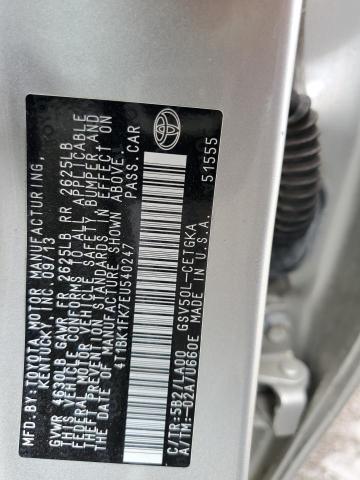 MFD.BY:TOYOTA MOTOR MANUFACTURING,
KENTUCKY, INC. 09/13
GVWR 4630LB GAWR FR 2625LB RR 2625LB
THIS VEHICLE CONFORMS TO ALL APPLICABLE
FEDERAL MOTOR VEHICLE SAFETY BUMPER, AND
THEFT PREVENTION STANDARDS IN EFFECT ON
THE DATE OF MANUFACTURE SHOWN ABOVE.
4T1BK1FK7EU540247 PASS.CAR
C/TR:582/LA00 GSV50L-CETGKA
A/TM:-02A/U660E MADE IN U.S.A.
51555